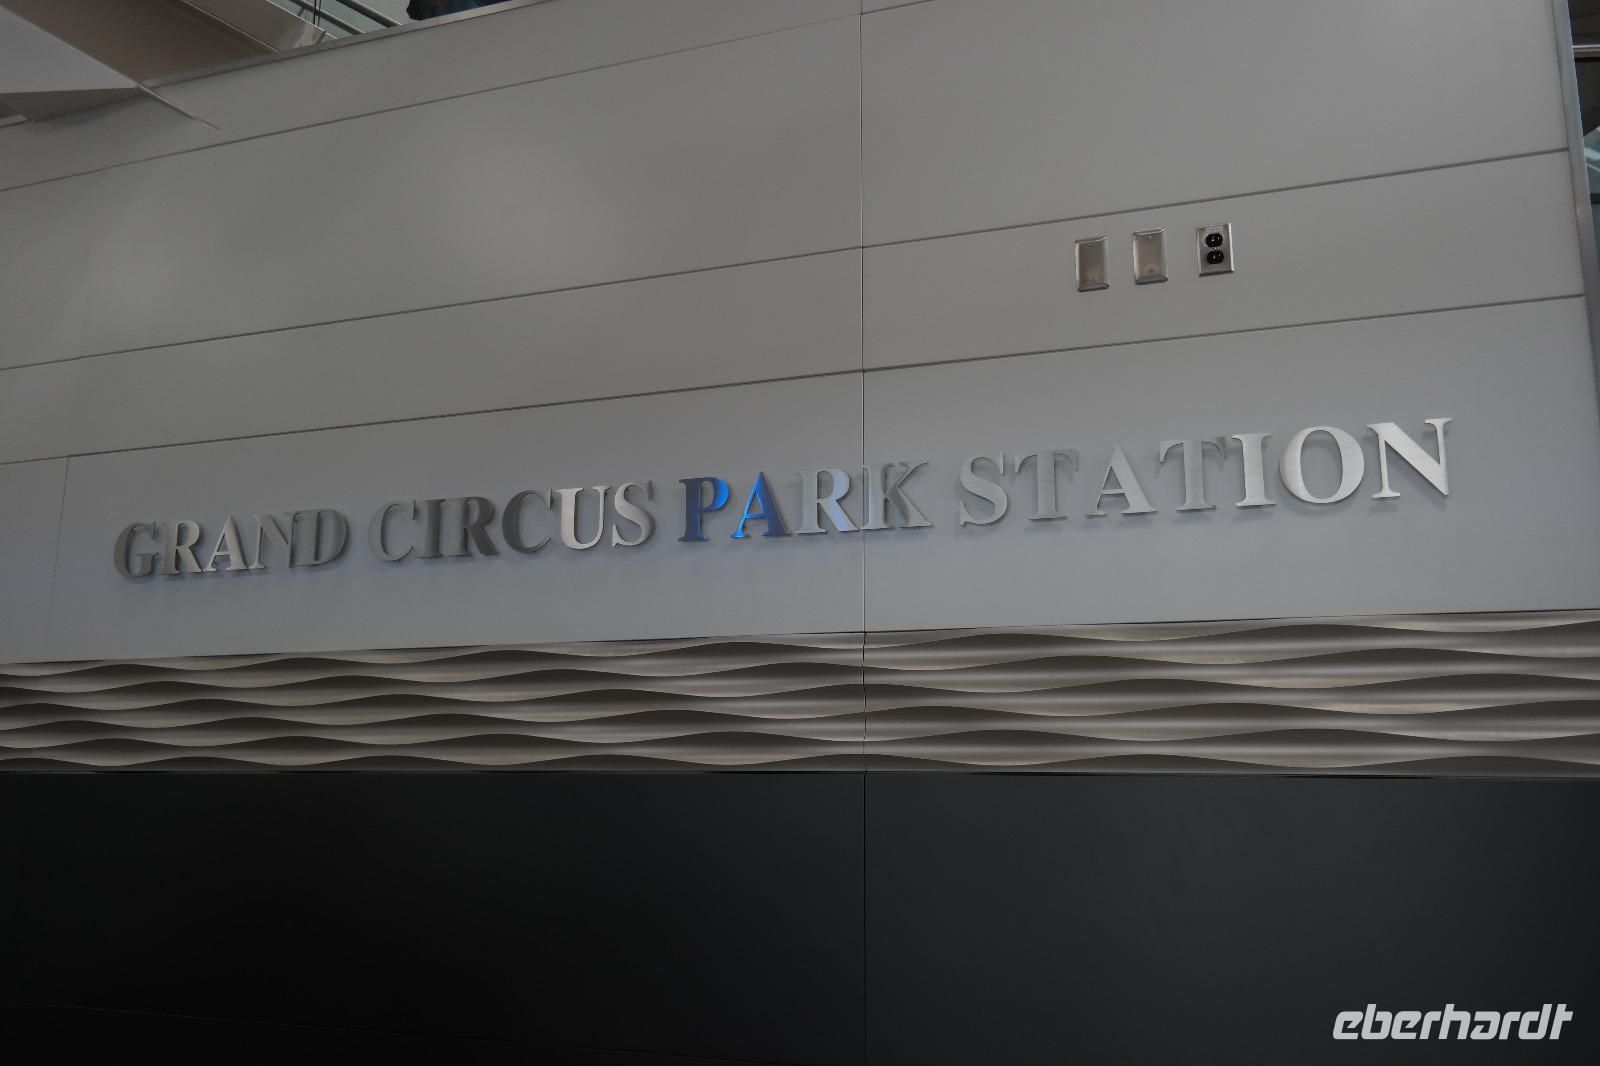 GRAND CIRCUS PARK STATION
eberhardt